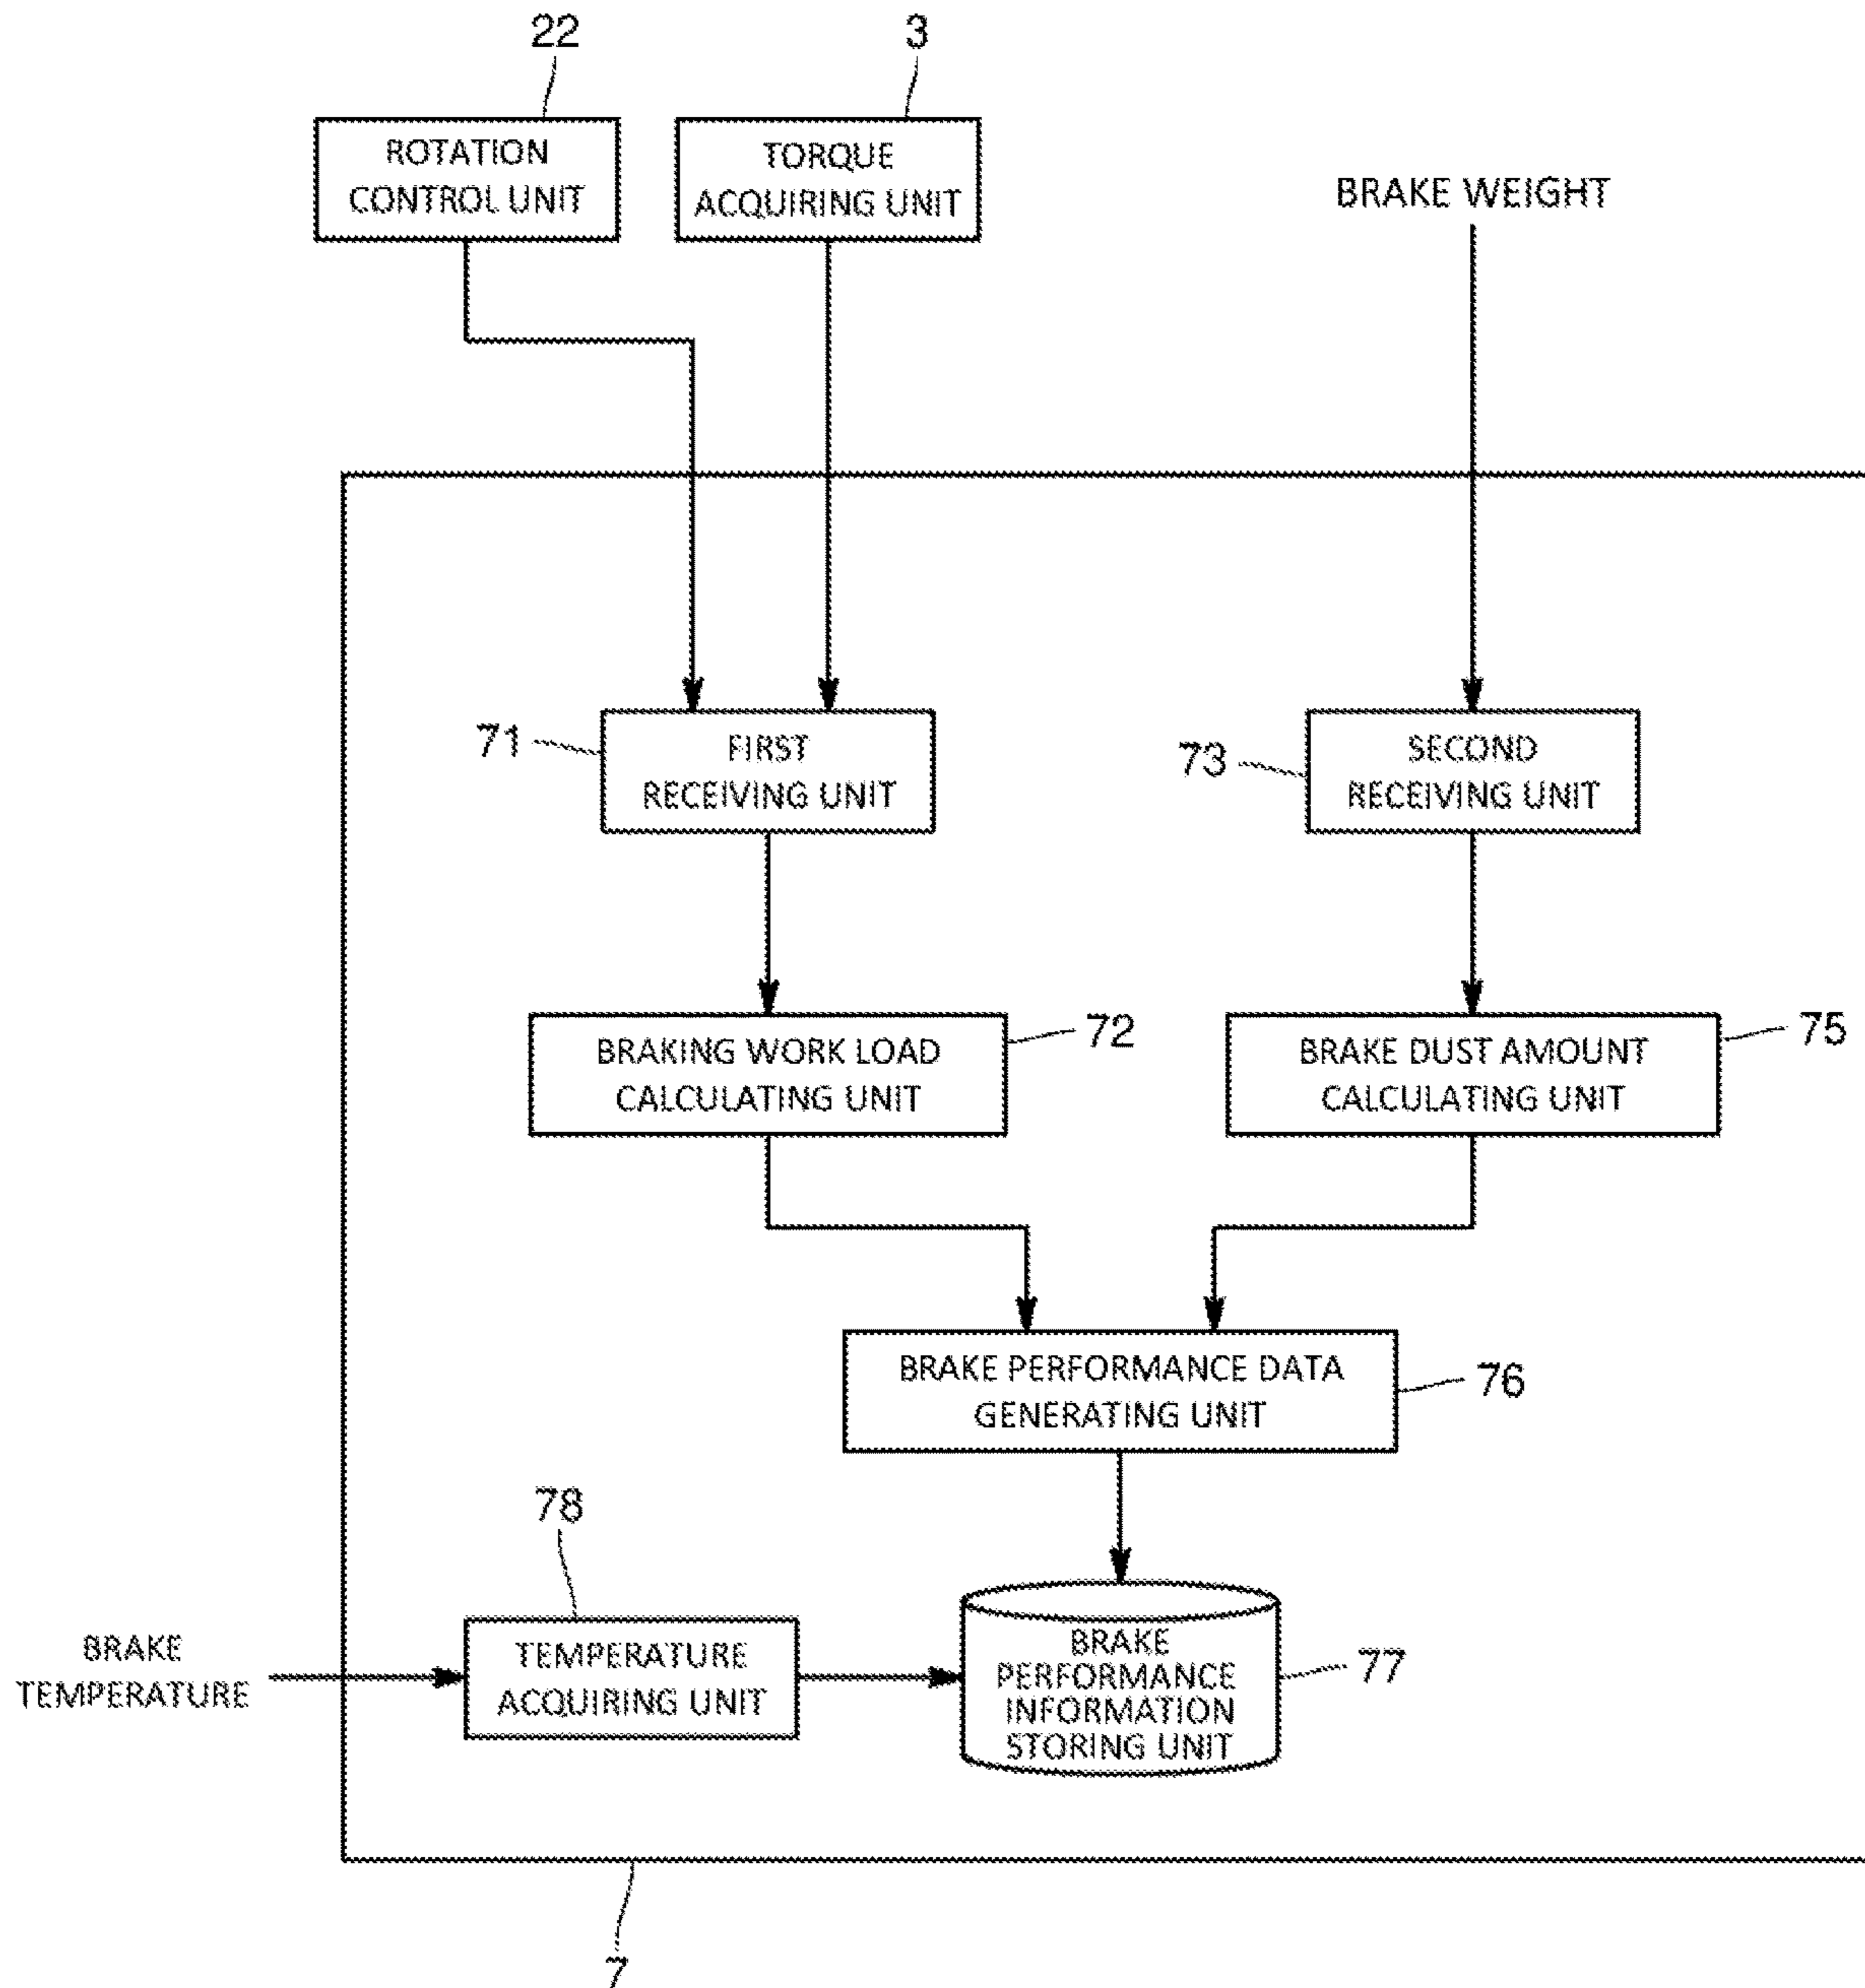 22
3
ROTATION
CONTROL UNIT
TORQUE
ACQUIRING UNIT
BRAKE WEIGHT
71
FIRST
RECEIVING UNIT
73
SECOND
RECEIVING UNIT
BRAKING WORK LOAD
CALCULATING UNIT
72
BRAKE DUST AMOUNT
CALCULATING UNIT
75
BRAKE PERFORMANCE DATA
GENERATING UNIT
76
78
BRAKE
TEMPERATURE
TEMPERATURE
ACQUIRING UNIT
BRAKE
PERFORMANCE
INFORMATION
STORING UNIT
77
7